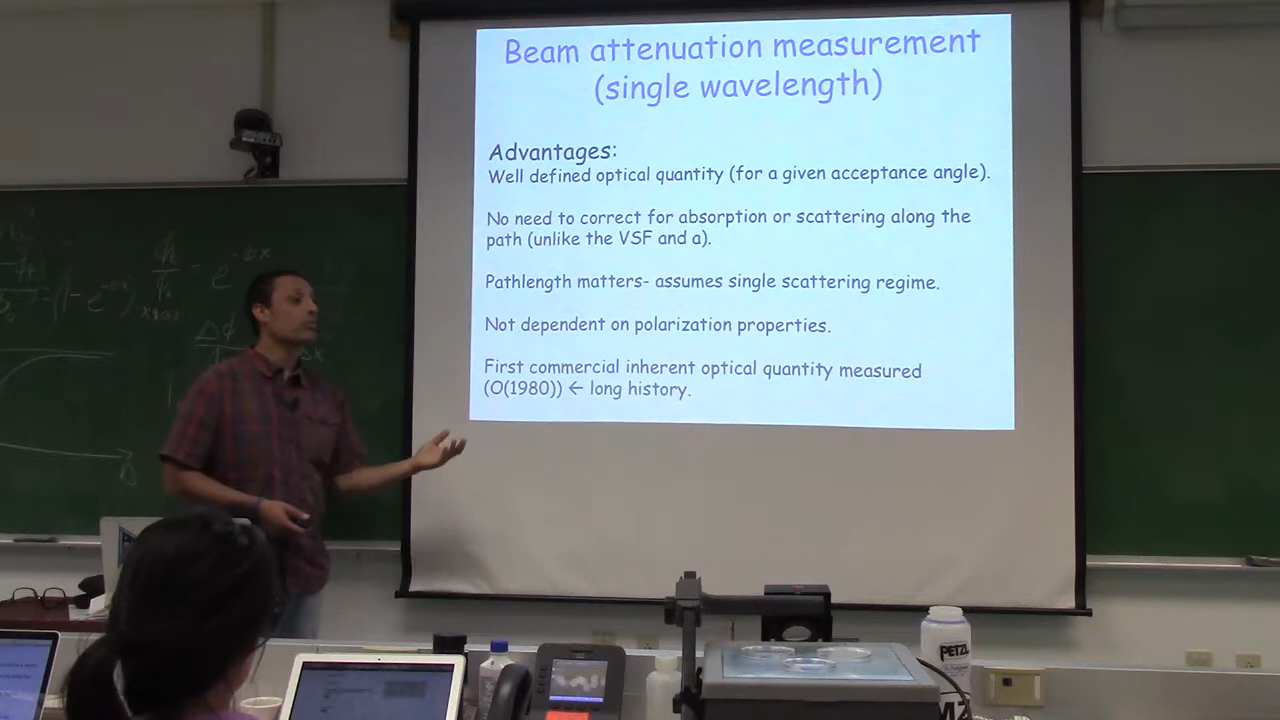 Beam attenuation measurement
(single wavelength)
Advantages:
Well defined optical quantity (for a given acceptance angle).
No need to correct for absorption or scattering along the
path (unlike the VSF and a).
Pathlength matters- assumes single scattering regime.
Not dependent on polarization properties.
First commercial inherent optical quantity measured
(O(1980)) ← long history.
PETZL